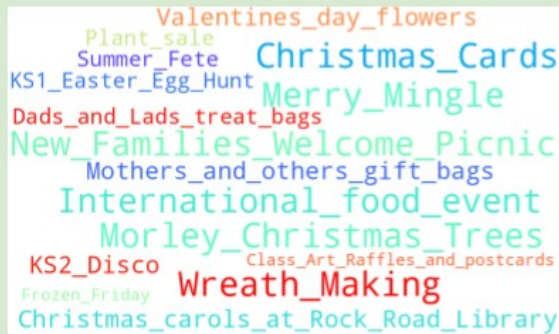 Valentines_day_flowers
Plant_sale
Summer_Fete
Christmas_Cards
KS1_Easter_Egg_Hunt
Merry_Mingle
Dads_and_Lads_treat_bags
New_Families_Welcome_Picnic
Mothers_and_others_gift_bags
International_food_event
Morley_Christmas_Trees
KS2_Disco
Class_Art_Raffles_and_postcards
Wreath_Making
Frozen_Friday
Christmas_carols_at_Rock_Road_Library